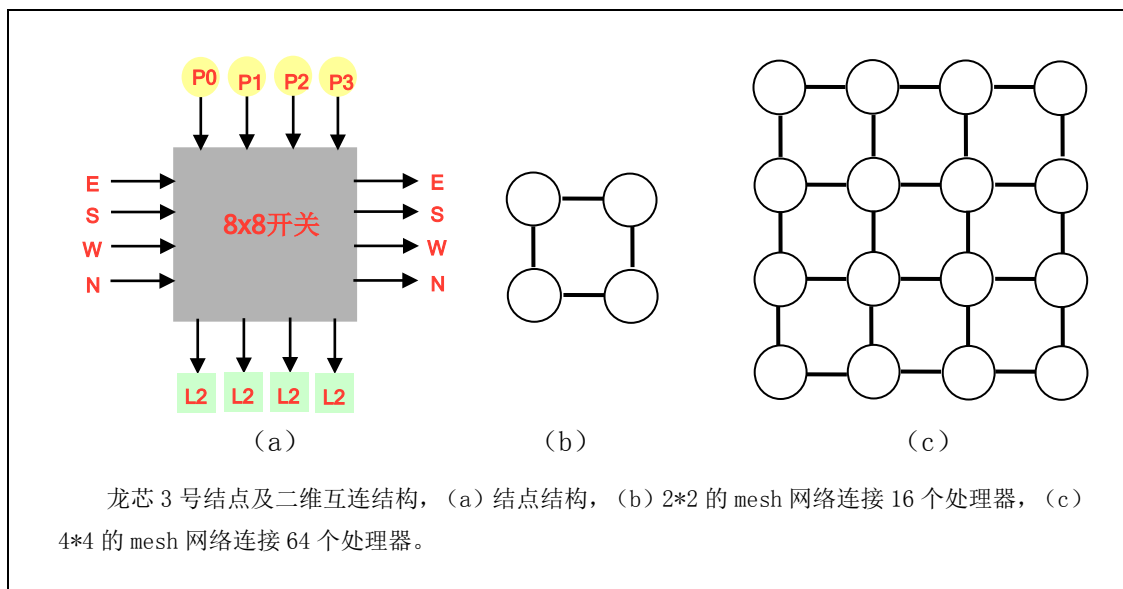 P0 P1 P2 P3
E E
S 8x8开关 S
W W
N N
L2 L2 L2 L2
(a) (b) (c)
龙芯 3 号结点及二维互连结构，（a）结点结构，（b）2*2 的 mesh 网络连接 16 个处理器，（c）
4*4 的 mesh 网络连接 64 个处理器。